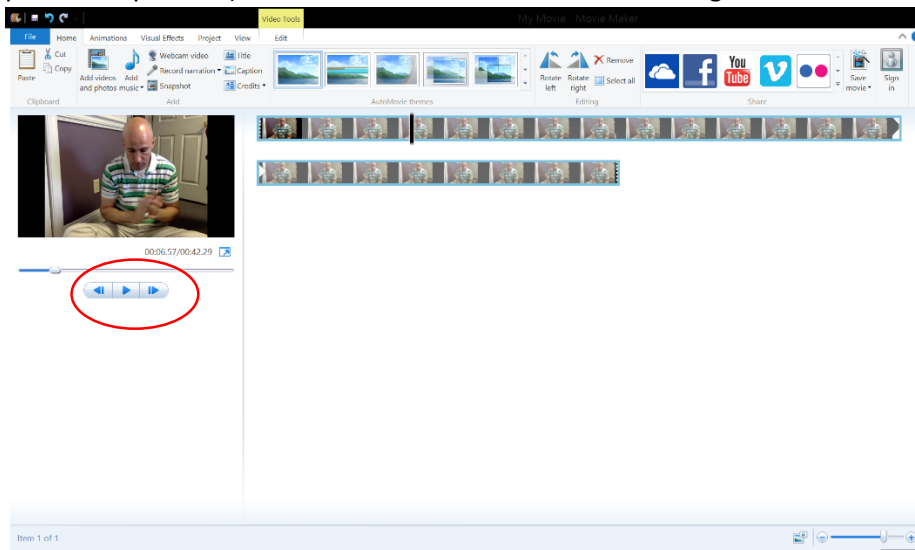 Video Tools
My Movie Movie Maker
File Home Animations Visual Effects Project View Edit
Paste
Cut
Copy
Clipboard
Add videos and photos
Add music
Webcam video
Record narration
Snapshot
Title
Caption
Credits
Add
AutoMovie themes
Rotate left
Rotate right
Remove
Select all
Editing
You Tube
Share
Save movie
Sign in
00:06.57/00:42.29
Item 1 of 1